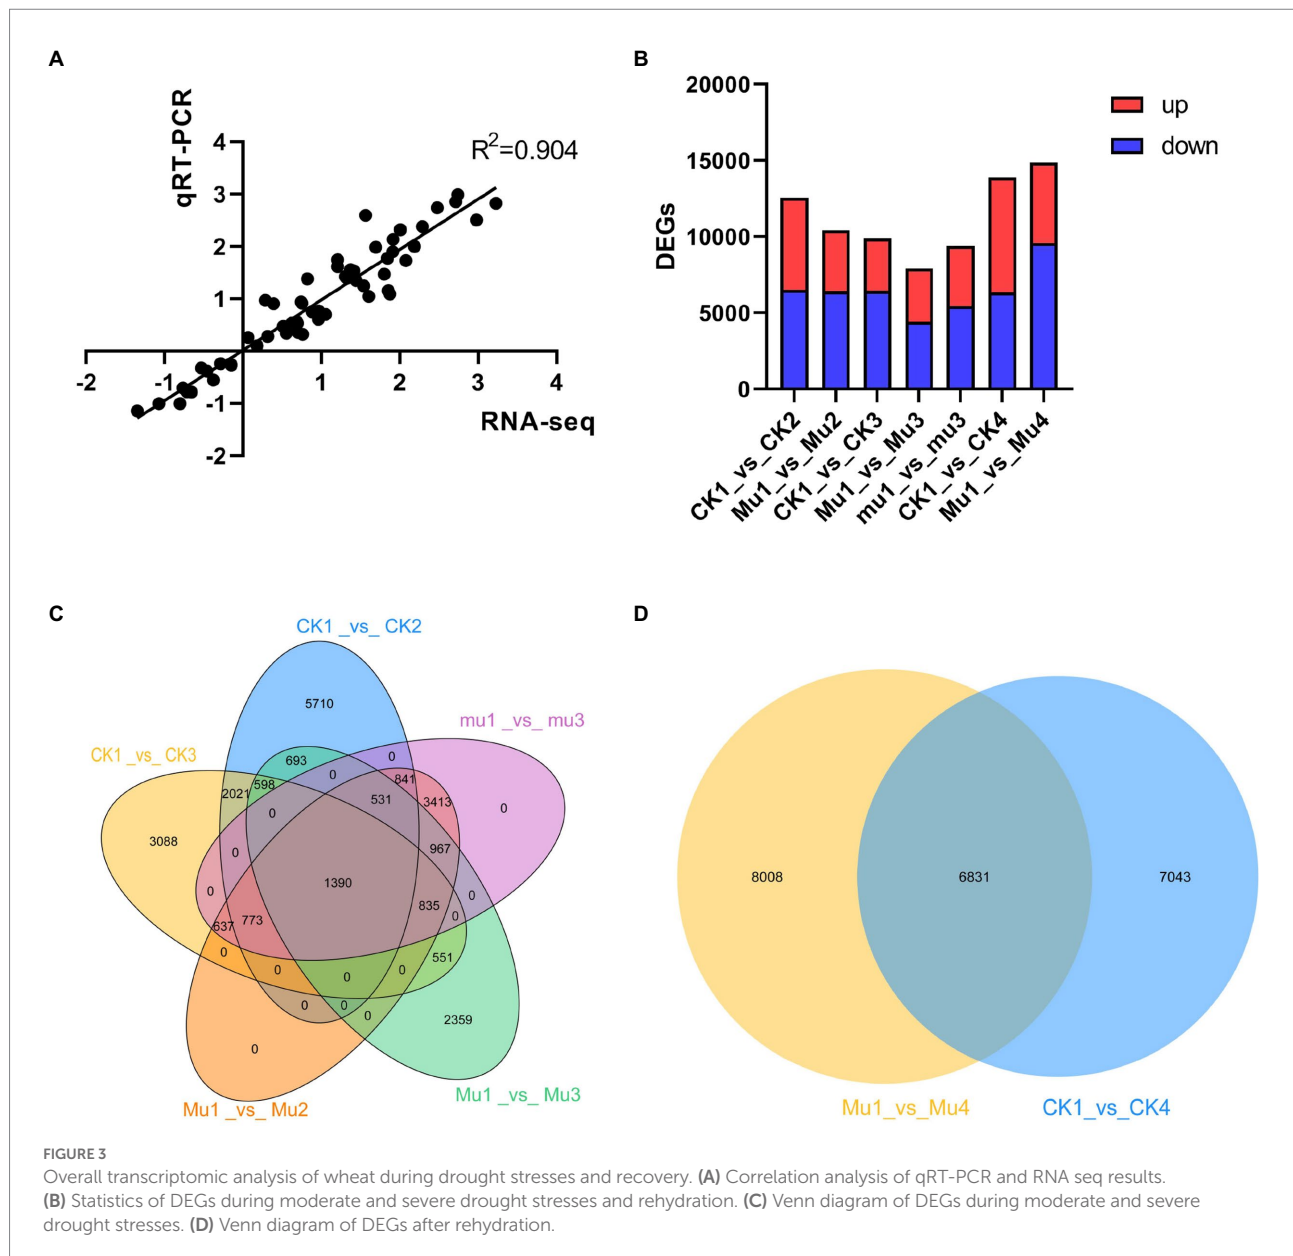 A
qRT-PCR
R2=0.904
4
3
2
1
-1
-2
-2
-1
1
2
3
4
RNA-seq
B
20000
15000
10000
5000
0
DEGs
up
down
CK1_vs_CK2
Mu1_vs_Mu2
CK1_vs_CK3
Mu1_vs_Mu3
mu1_vs_mu3
CK1_vs_CK4
Mu1_vs_Mu4
C
CK1 _vs_ CK2
mu1 _vs_ mu3
CK1 _vs_ CK3
5710
693
0
0
841
598
2021
531
3413
0
0
3088
0
967
0
1390
0
835
0
773
637
0
551
0
0
0
0
0
0
0
2359
0
Mu1 _vs_ Mu3
Mu1 _vs_ Mu2
D
8008
6831
7043
Mu1_vs_Mu4
CK1_vs_CK4
FIGURE 3
Overall transcriptomic analysis of wheat during drought stresses and recovery. (A) Correlation analysis of qRT-PCR and RNA seq results.
(B) Statistics of DEGs during moderate and severe drought stresses and rehydration. (C) Venn diagram of DEGs during moderate and severe
drought stresses. (D) Venn diagram of DEGs after rehydration.